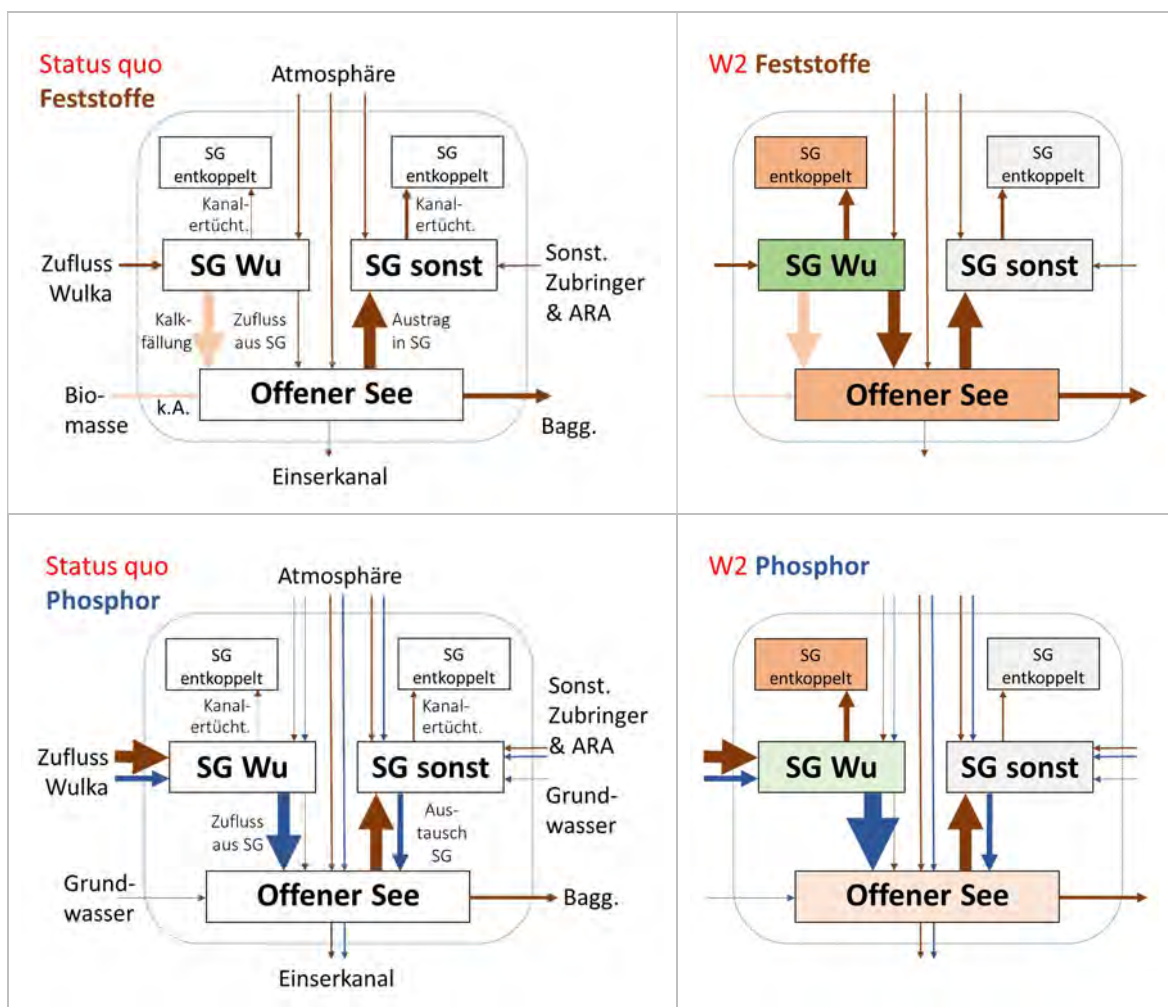 Status quo
Feststoffe
Atmosphäre
SG
entkoppelt
SG
entkoppelt
Kanal-
ertücht.
Kanal-
ertücht.
Zufluss
Wulka
SG Wu
SG sonst
Sonst.
Zubringer
& ARA
Kalk-
fällung
Zufluss
aus SG
Austrag
in SG
Bio-
masse
k.A.
Offener See
Bagg.
Einserkanal
W2 Feststoffe
SG
entkoppelt
SG
entkoppelt
SG Wu
SG sonst
Offener See
Status quo
Phosphor
Atmosphäre
SG
entkoppelt
SG
entkoppelt
Kanal-
ertücht.
Kanal-
ertücht.
Sonst.
Zubringer
& ARA
Zufluss
Wulka
SG Wu
SG sonst
Grund-
wasser
Zufluss
aus SG
Aus-
tausch
SG
Grund-
wasser
Offener See
Bagg.
Einserkanal
W2 Phosphor
SG
entkoppelt
SG
entkoppelt
SG Wu
SG sonst
Offener See